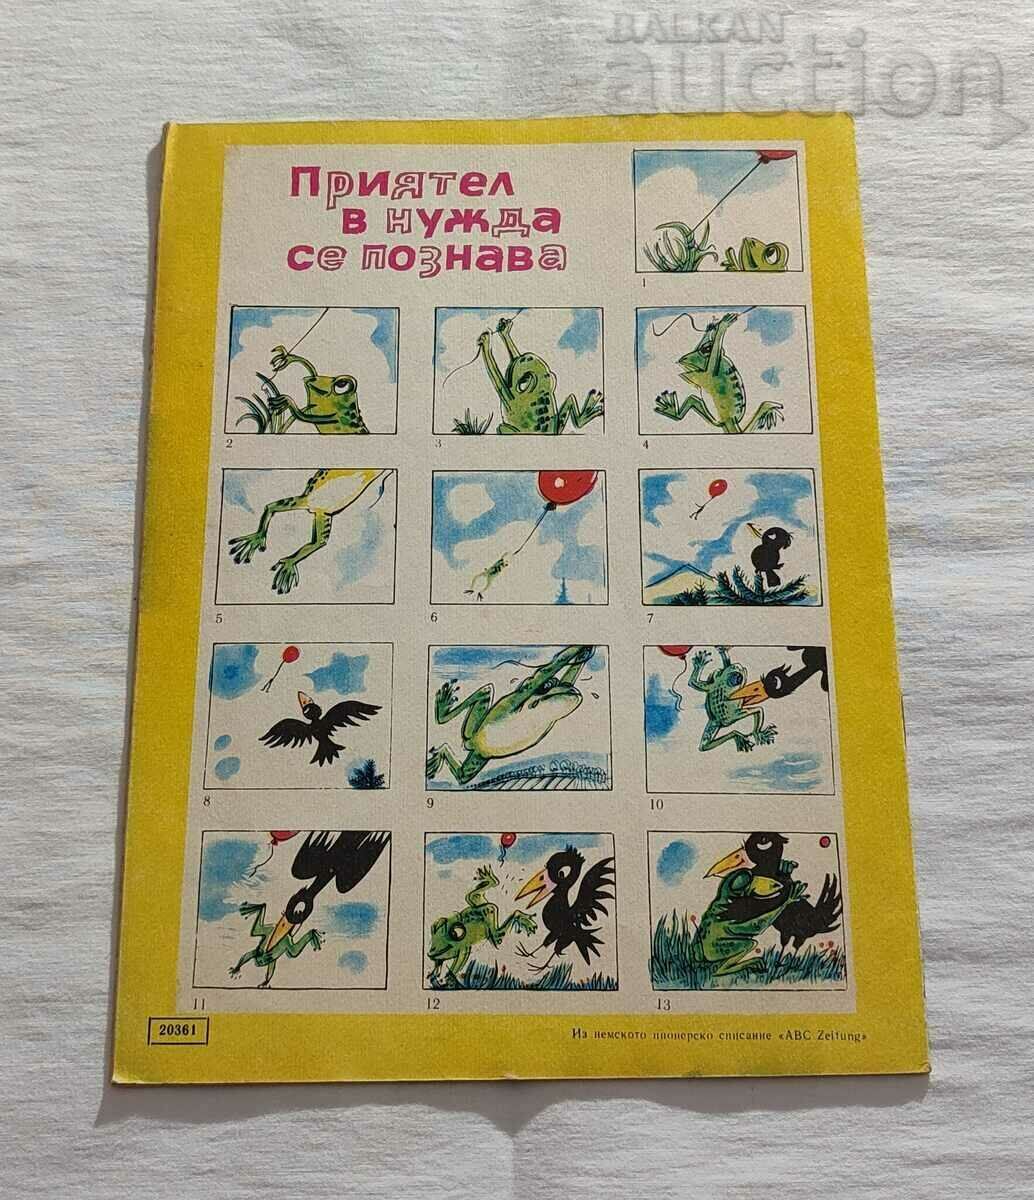 BALKAN
auction
Приятел
в нужда
се познава
1
2
3
4
5
6
7
8
9
10
11
12
13
20361
Из немското пионерско списание «ABC Zeitung»